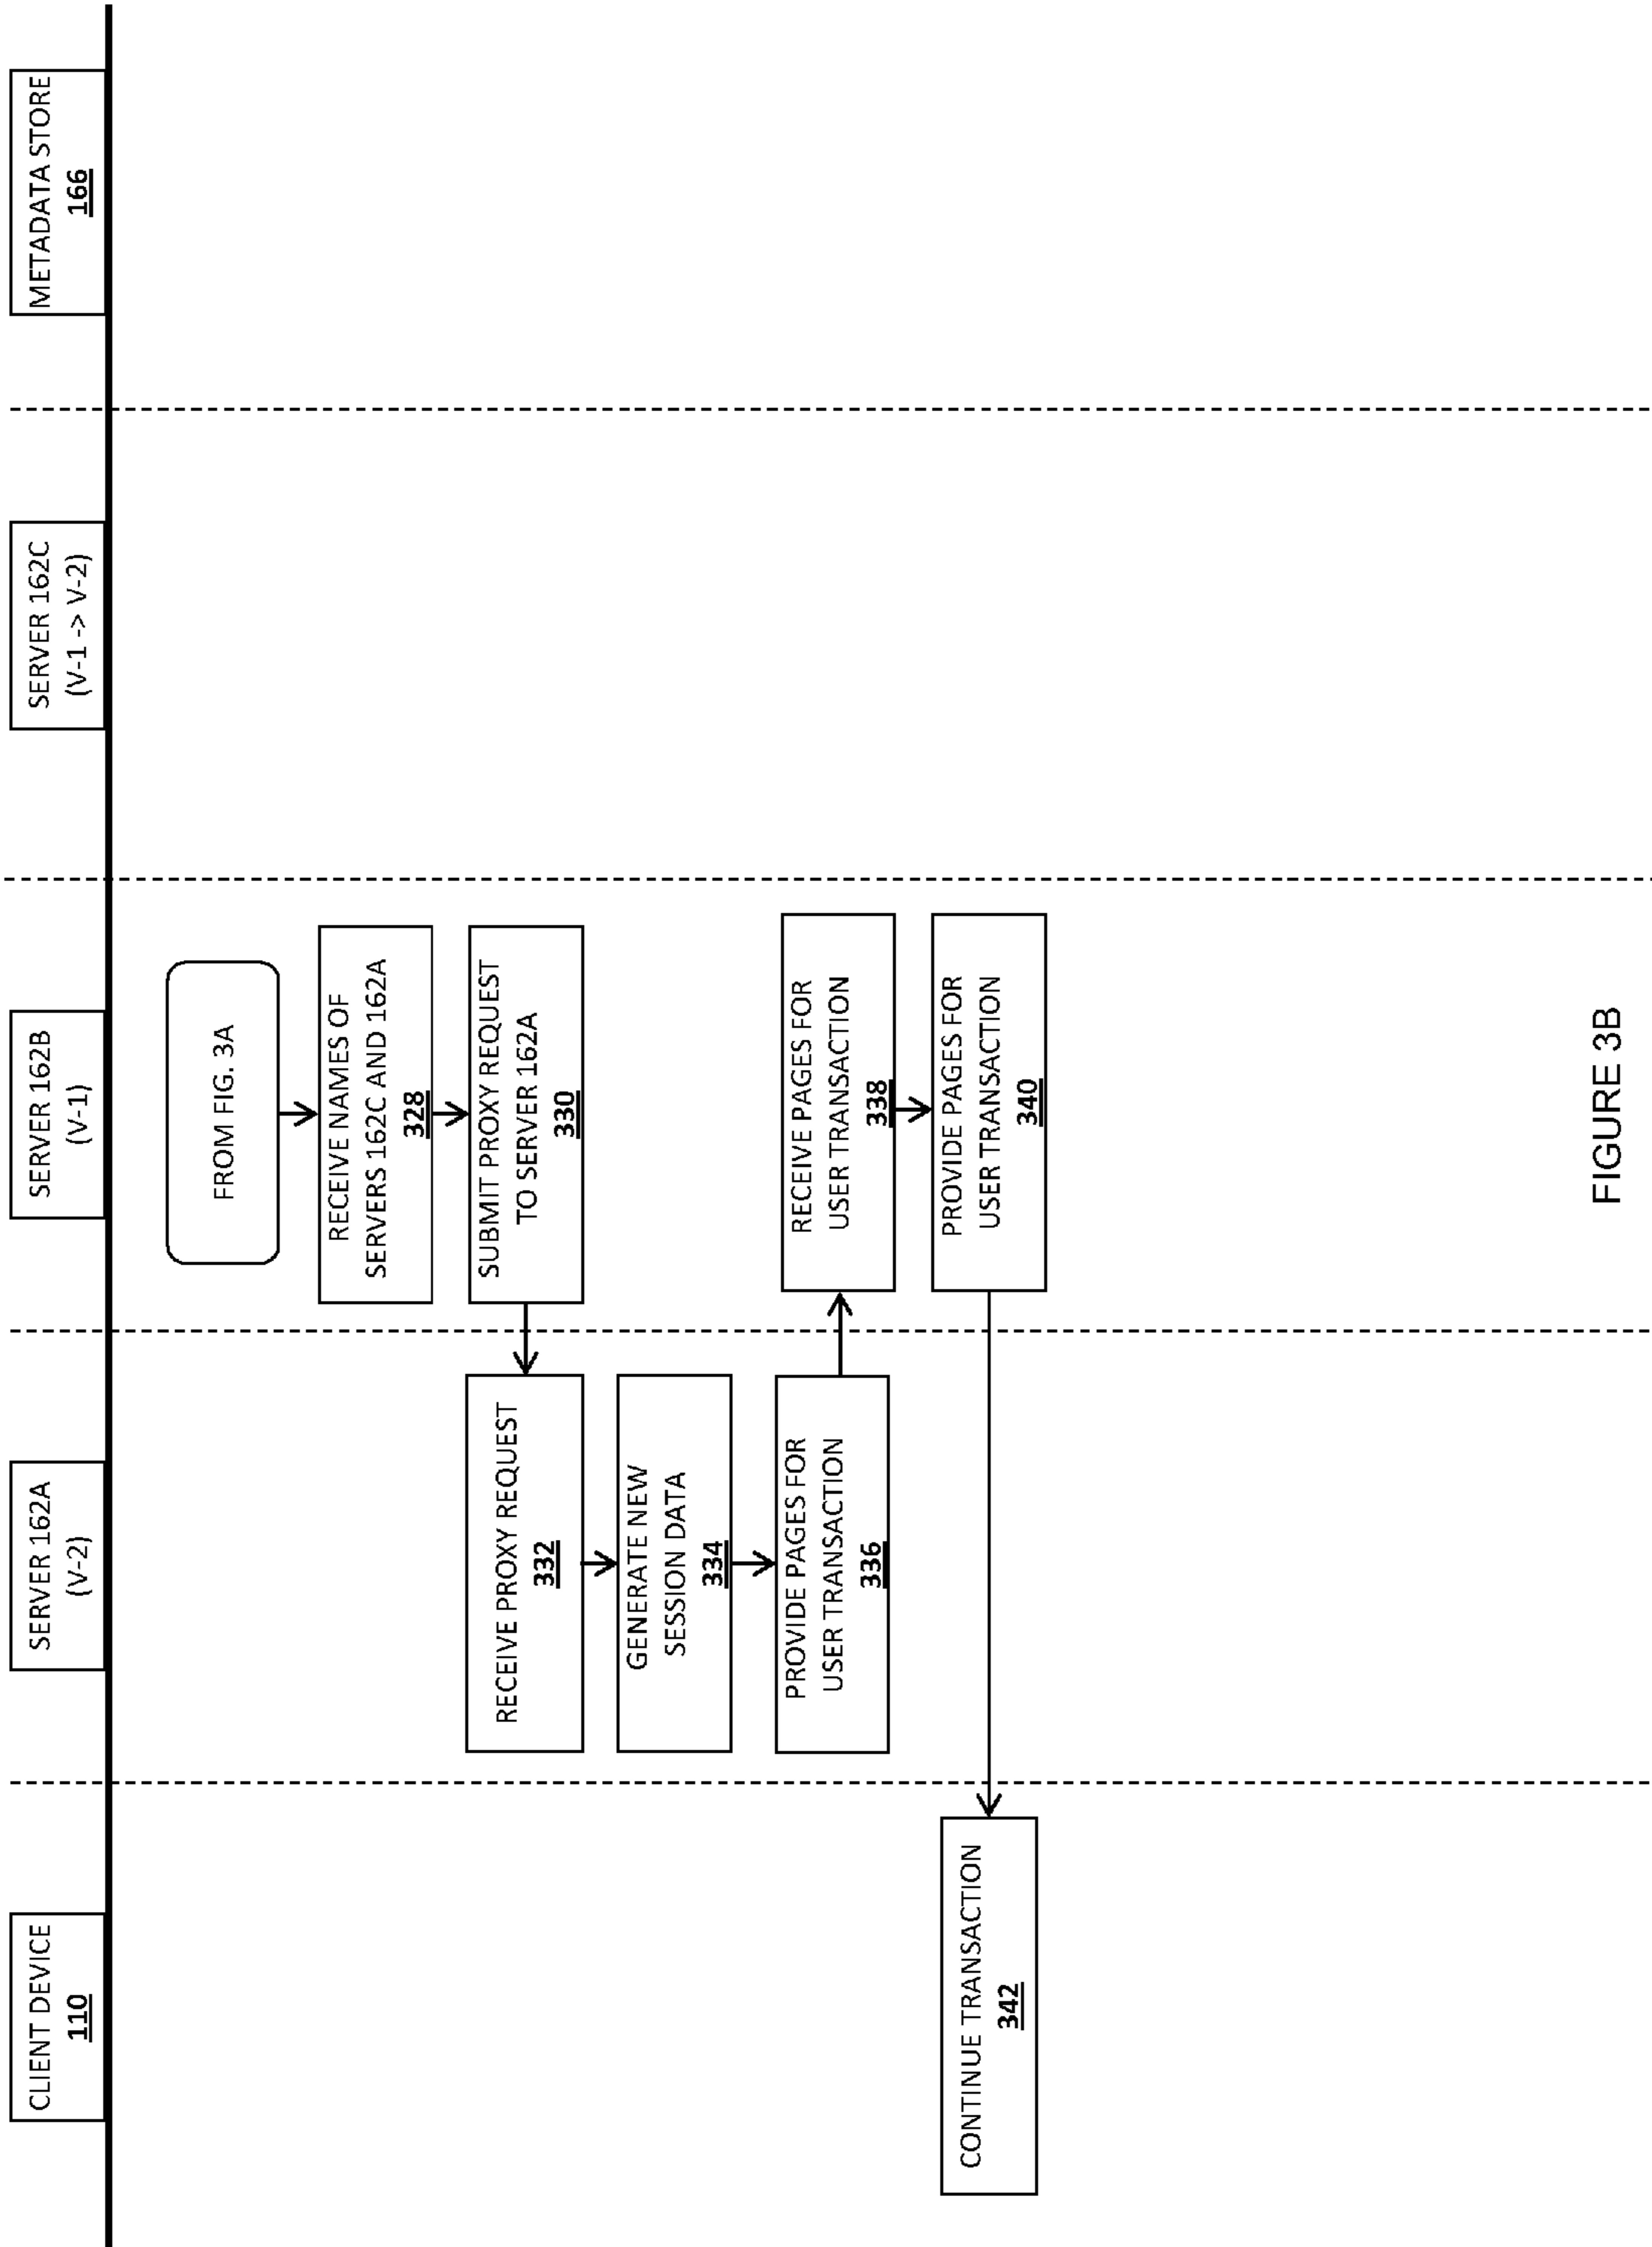 CLIENT DEVICE
110
SERVER 162A
(V-2)
SERVER 162B
(V-1)
SERVER 162C
(V-1 -> V-2)
METADATA STORE
166
FROM FIG. 3A
RECEIVE NAMES OF
SERVERS 162C AND 162A
328
SUBMIT PROXY REQUEST
TO SERVER 162A
330
RECEIVE PROXY REQUEST
332
GENERATE NEW
SESSION DATA
334
PROVIDE PAGES FOR
USER TRANSACTION
336
RECEIVE PAGES FOR
USER TRANSACTION
338
PROVIDE PAGES FOR
USER TRANSACTION
340
CONTINUE TRANSACTION
342
FIGURE 3B